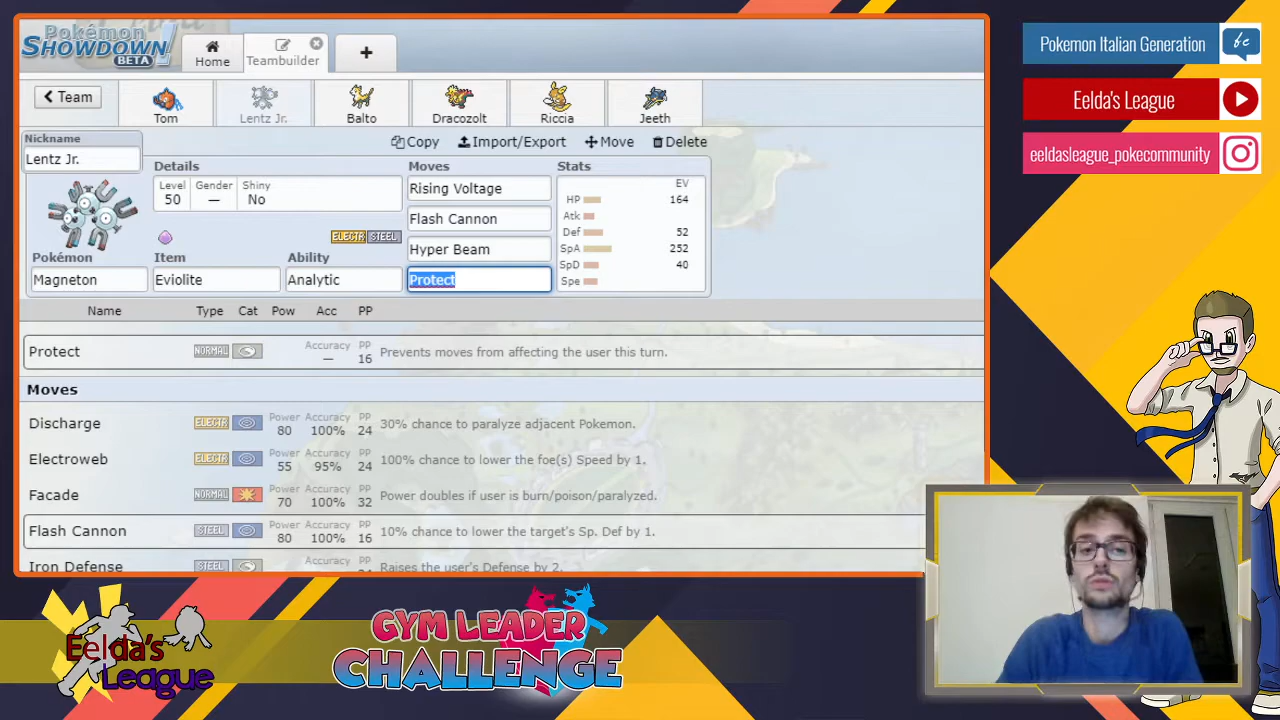 Pokémon
SHOWDOWN!
BETA
Home
Teambuilder
+
Pokemon Italian Generation
Eelda's League
eeldasleague_pokecommunity
Team
Tom
Lentz Jr.
Balto
Dracozolt
Riccia
Jeeth
Nickname
Lentz Jr.
Copy
Import/Export
Move
Delete
Details
Moves
Stats
Level
Gender
Shiny
50
—
No
Rising Voltage
Flash Cannon
Hyper Beam
Protect
EV
HP 164
Atk
Def 52
SpA 252
SpD 40
Spe
ELECTR STEEL
Pokémon
Item
Ability
Magneton
Eviolite
Analytic
Name Type Cat Pow Acc PP
Protect NORMAL Accuracy — PP 16 Prevents moves from affecting the user this turn.
Moves
Discharge ELECTR Power 80 Accuracy 100% PP 24 30% chance to paralyze adjacent Pokemon.
Electroweb ELECTR Power 55 Accuracy 95% PP 24 100% chance to lower the foe(s) Speed by 1.
Facade NORMAL Power 70 Accuracy 100% PP 32 Power doubles if user is burn/poison/paralyzed.
Flash Cannon STEEL Power 80 Accuracy 100% PP 16 10% chance to lower the target's Sp. Def by 1.
Iron Defense STEEL PP Raises the user's Defense by 2.
Eelda's
League
GYM LEADER
CHALLENGE